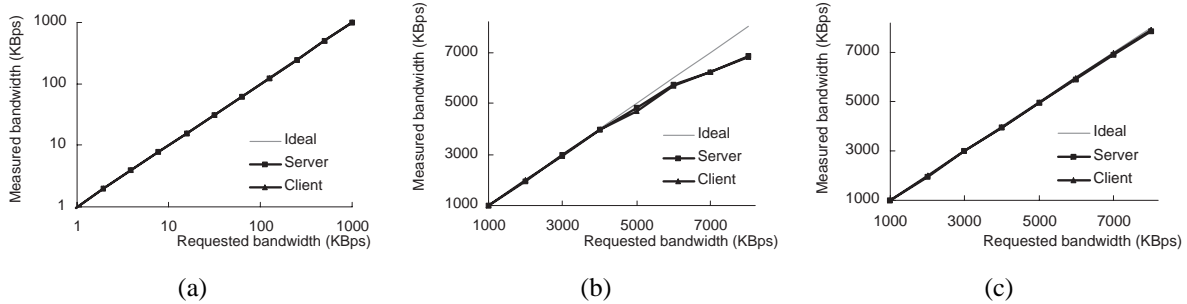 Measured bandwidth (KBps)
1000
100
10
1
Ideal
Server
Client
1 10 100 1000
Requested bandwidth (KBps)
(a)
Measured bandwidth (KBps)
7000
5000
3000
1000
Ideal
Server
Client
1000 3000 5000 7000
Requested bandwidth (KBps)
(b)
Measured bandwidth (KBps)
7000
5000
3000
1000
Ideal
Server
Client
1000 3000 5000 7000
Requested bandwidth (KBps)
(c)